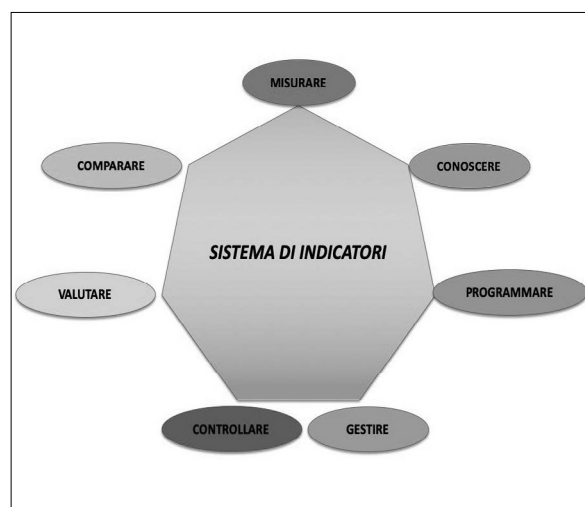 MISURARE
COMPARARE
CONOSCERE
SISTEMA DI INDICATORI
VALUTARE
PROGRAMMARE
CONTROLLARE
GESTIRE